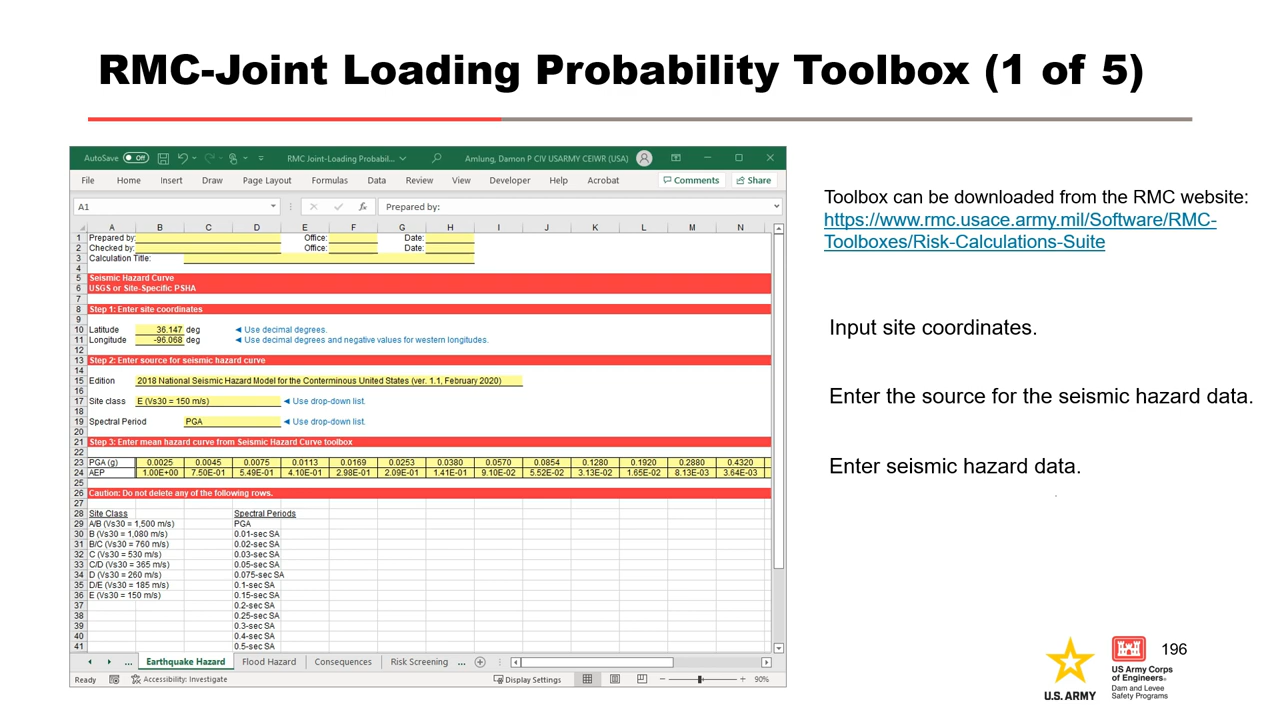 RMC-Joint Loading Probability Toolbox (1 of 5)
AutoSave Off RMC Joint-Loading Probabil... Amlung, Damon P CIV USARMY CEIWR (USA)
File Home Insert Draw Page Layout Formulas Data Review View Developer Help Acrobat Comments Share
A1 fx Prepared by:
A B C D E F G H I J K L M N
1 Prepared by: Office: Date:
2 Checked by: Office: Date:
3 Calculation Title:
4
5 Seismic Hazard Curve
6 USGS or Site-Specific PSHA
7
8 Step 1: Enter site coordinates
9
10 Latitude 36.147 deg ◄ Use decimal degrees.
11 Longitude -96.068 deg ◄ Use decimal degrees and negative values for western longitudes.
12
13 Step 2: Enter source for seismic hazard curve
14
15 Edition 2018 National Seismic Hazard Model for the Conterminous United States (ver. 1.1, February 2020)
16
17 Site class E (Vs30 = 150 m/s) ◄ Use drop-down list.
18
19 Spectral Period PGA ◄ Use drop-down list.
20
21 Step 3: Enter mean hazard curve from Seismic Hazard Curve toolbox
22
23 PGA (g) 0.0025 0.0045 0.0075 0.0113 0.0169 0.0253 0.0380 0.0570 0.0854 0.1280 0.1920 0.2880 0.4320
24 AEP 1.00E+00 7.50E-01 5.49E-01 4.10E-01 2.98E-01 2.09E-01 1.41E-01 9.10E-02 5.52E-02 3.13E-02 1.65E-02 8.13E-03 3.64E-03
25
26 Caution: Do not delete any of the following rows.
27
28 Site Class Spectral Periods
29 A/B (Vs30 = 1,500 m/s) PGA
30 B (Vs30 = 1,080 m/s) 0.01-sec SA
31 B/C (Vs30 = 760 m/s) 0.02-sec SA
32 C (Vs30 = 530 m/s) 0.03-sec SA
33 C/D (Vs30 = 365 m/s) 0.05-sec SA
34 D (Vs30 = 260 m/s) 0.075-sec SA
35 D/E (Vs30 = 185 m/s) 0.1-sec SA
36 E (Vs30 = 150 m/s) 0.15-sec SA
37 0.2-sec SA
38 0.25-sec SA
39 0.3-sec SA
40 0.4-sec SA
41 0.5-sec SA
... Earthquake Hazard Flood Hazard Consequences Risk Screening ...
Ready Accessibility: Investigate Display Settings 90%
Toolbox can be downloaded from the RMC website:
https://www.rmc.usace.army.mil/Software/RMC-
Toolboxes/Risk-Calculations-Suite
Input site coordinates.
Enter the source for the seismic hazard data.
Enter seismic hazard data.
U.S. ARMY
US Army Corps
of Engineers®
Dam and Levee
Safety Programs
196